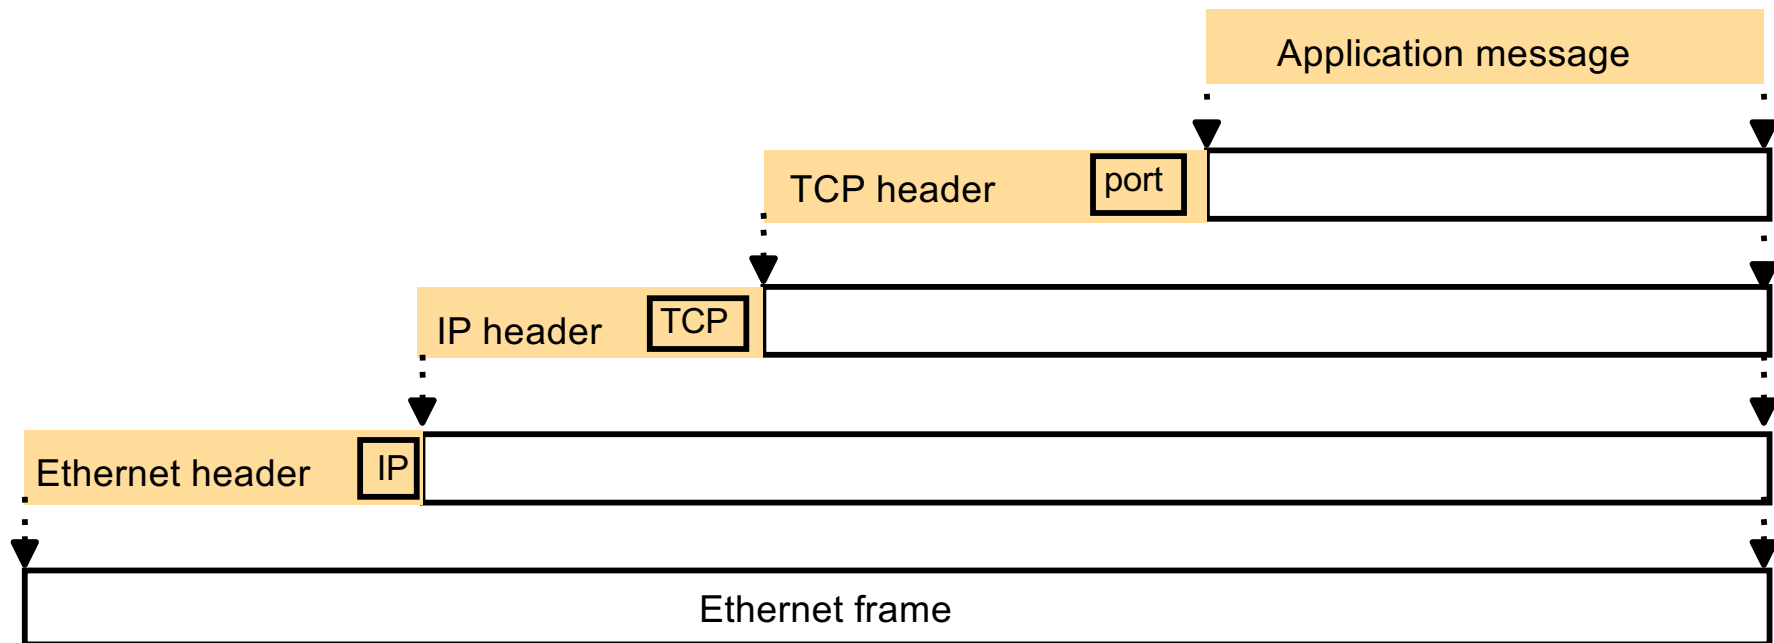 Application message
TCP header port
IP header TCP
Ethernet header IP
Ethernet frame